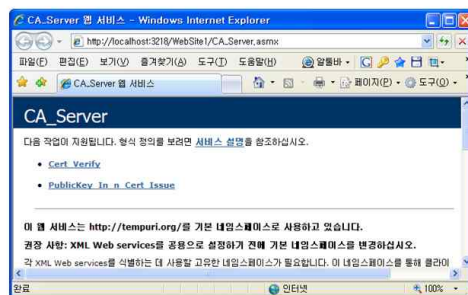 CA_Server 웹 서비스 - Windows Internet Explorer
http://localhost:3218/WebSite1/CA_Server.asmx
파일(F) 편집(E) 보기(V) 즐겨찾기(A) 도구(T) 도움말(H) 알툴바
CA_Server 웹 서비스 페이지(P) 도구(O)
CA_Server
다음 작업이 지원됩니다. 형식 정의를 보려면 서비스 설명을 참조하십시오.
Cert_Verify
PublicKey_In_n_Cert_Issue
이 웹 서비스는 http://tempuri.org/를 기본 네임스페이스로 사용하고 있습니다.
권장 사항: XML Web services를 공용으로 설정하기 전에 기본 네임스페이스를 변경하십시오.
각 XML Web services를 식별하는 데 사용할 고유한 네임스페이스가 필요합니다. 이 네임스페이스를 통해 클라이
완료 인터넷 100%